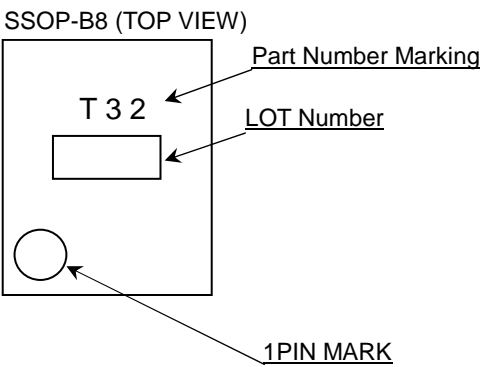 SSOP-B8 (TOP VIEW)
Part Number Marking
T 3 2
LOT Number
1PIN MARK